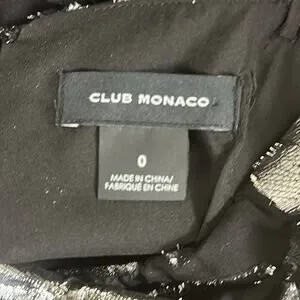 CLUB MONACO
0
MADE IN CHINA/
FABRIQUÉ EN CHINE